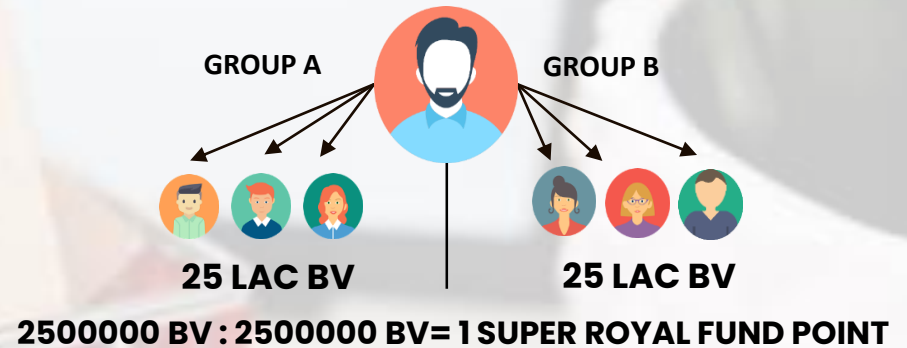 GROUP A
GROUP B
25 LAC BV
25 LAC BV
2500000 BV : 2500000 BV= 1 SUPER ROYAL FUND POINT